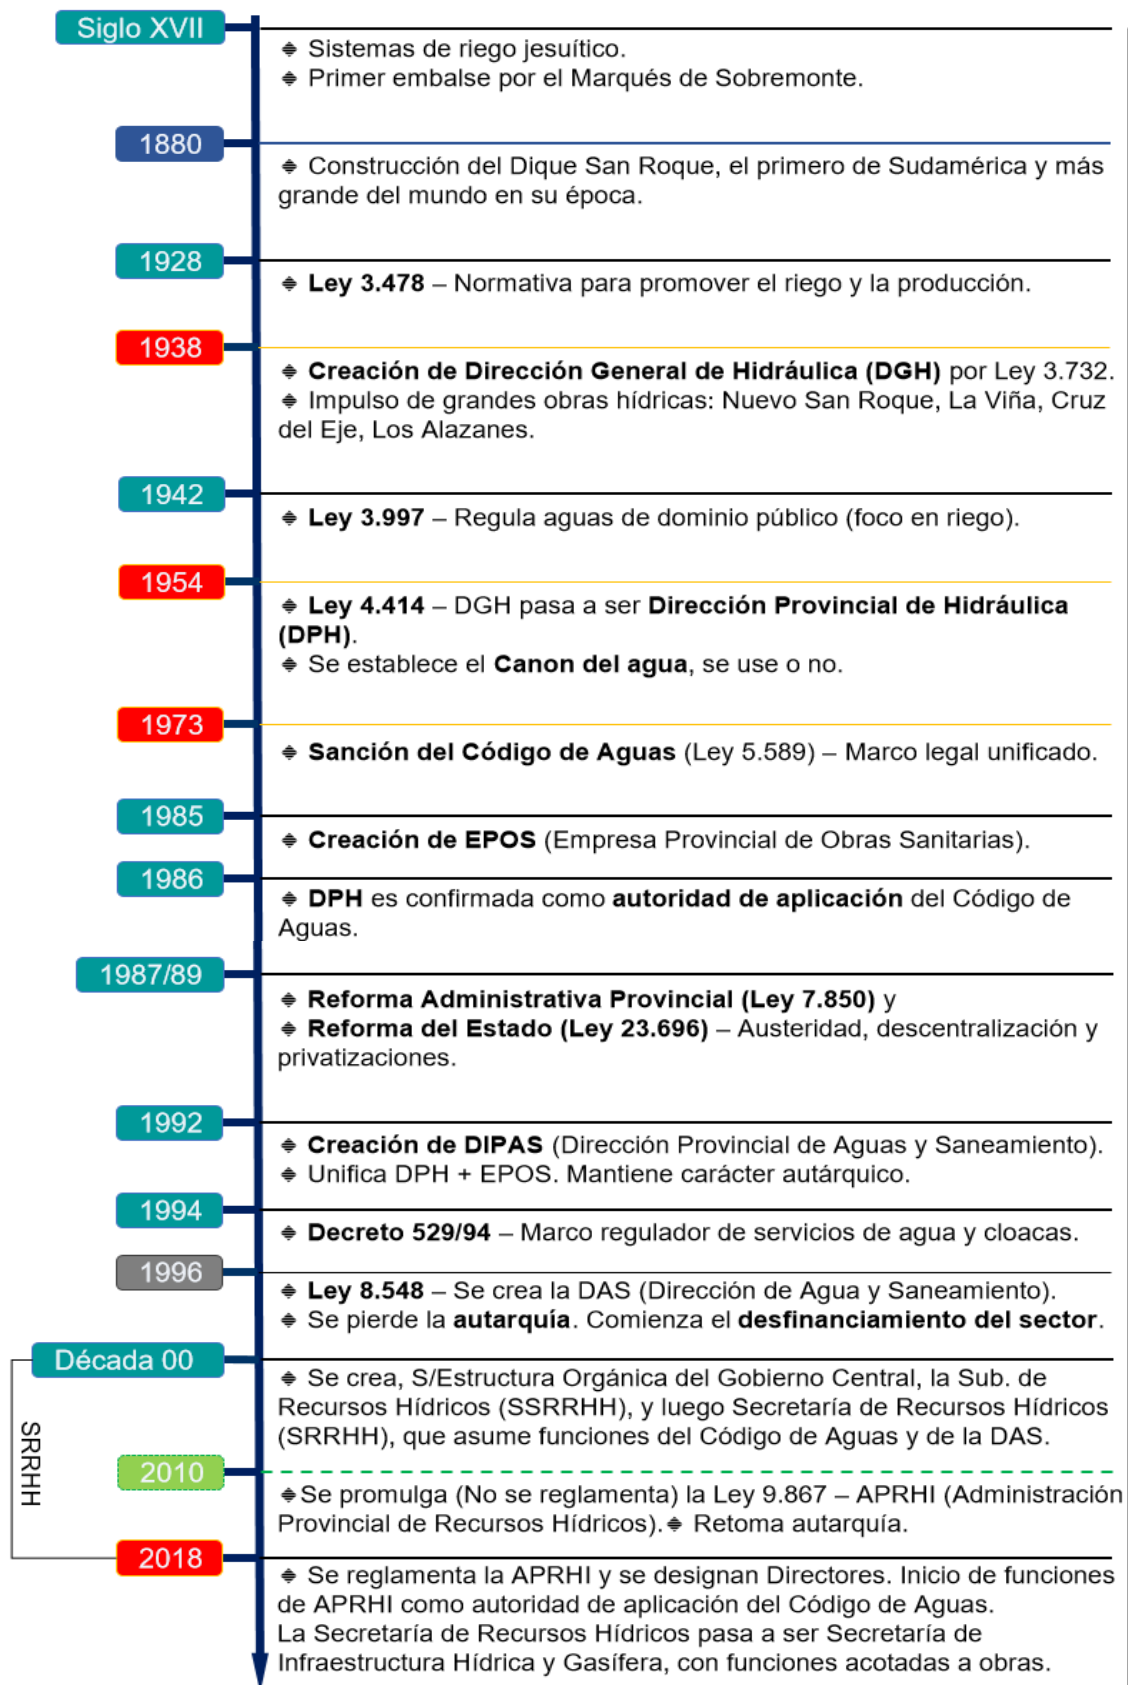 Siglo XVII
◆ Sistemas de riego jesuítico.
◆ Primer embalse por el Marqués de Sobremonte.
1880
◆ Construcción del Dique San Roque, el primero de Sudamérica y más
grande del mundo en su época.
1928
◆ Ley 3.478 – Normativa para promover el riego y la producción.
1938
◆ Creación de Dirección General de Hidráulica (DGH) por Ley 3.732.
◆ Impulso de grandes obras hídricas: Nuevo San Roque, La Viña, Cruz
del Eje, Los Alazanes.
1942
◆ Ley 3.997 – Regula aguas de dominio público (foco en riego).
1954
◆ Ley 4.414 – DGH pasa a ser Dirección Provincial de Hidráulica
(DPH).
◆ Se establece el Canon del agua, se use o no.
1973
◆ Sanción del Código de Aguas (Ley 5.589) – Marco legal unificado.
1985
◆ Creación de EPOS (Empresa Provincial de Obras Sanitarias).
1986
◆ DPH es confirmada como autoridad de aplicación del Código de
Aguas.
1987/89
◆ Reforma Administrativa Provincial (Ley 7.850) y
◆ Reforma del Estado (Ley 23.696) – Austeridad, descentralización y
privatizaciones.
1992
◆ Creación de DIPAS (Dirección Provincial de Aguas y Saneamiento).
◆ Unifica DPH + EPOS. Mantiene carácter autárquico.
1994
◆ Decreto 529/94 – Marco regulador de servicios de agua y cloacas.
1996
◆ Ley 8.548 – Se crea la DAS (Dirección de Agua y Saneamiento).
◆ Se pierde la autarquía. Comienza el desfinanciamiento del sector.
Década 00
◆ Se crea, S/Estructura Orgánica del Gobierno Central, la Sub. de
Recursos Hídricos (SSRRHH), y luego Secretaría de Recursos Hídricos
(SRRHH), que asume funciones del Código de Aguas y de la DAS.
SRRHH
2010
◆Se promulga (No se reglamenta) la Ley 9.867 – APRHI (Administración
Provincial de Recursos Hídricos).◆ Retoma autarquía.
2018
◆ Se reglamenta la APRHI y se designan Directores. Inicio de funciones
de APRHI como autoridad de aplicación del Código de Aguas.
La Secretaría de Recursos Hídricos pasa a ser Secretaría de
Infraestructura Hídrica y Gasífera, con funciones acotadas a obras.